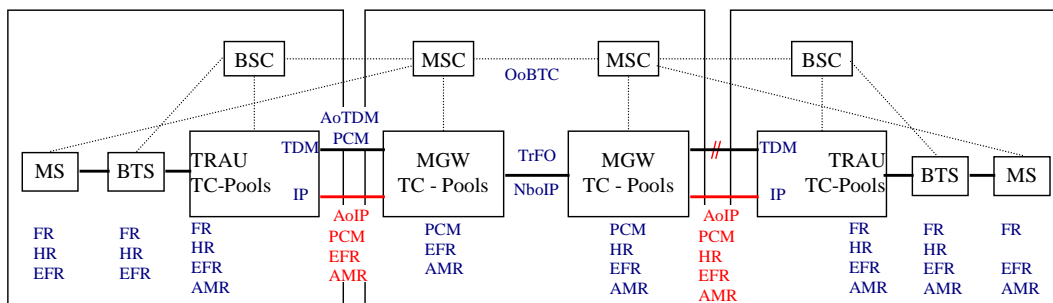 BSC
MSC
MSC
BSC
OoBTC
AoTDM
PCM
MS
BTS
TRAU
TC-Pools
TDM
IP
MGW
TC - Pools
TrFO
NboIP
MGW
TC - Pools
//
TDM
IP
TRAU
TC-Pools
BTS
MS
AoIP
PCM
EFR
AMR
AoIP
PCM
HR
EFR
AMR
FR
HR
EFR
FR
HR
EFR
FR
HR
EFR
AMR
PCM
EFR
AMR
PCM
HR
EFR
AMR
FR
HR
EFR
AMR
FR
HR
EFR
AMR
FR
EFR
AMR